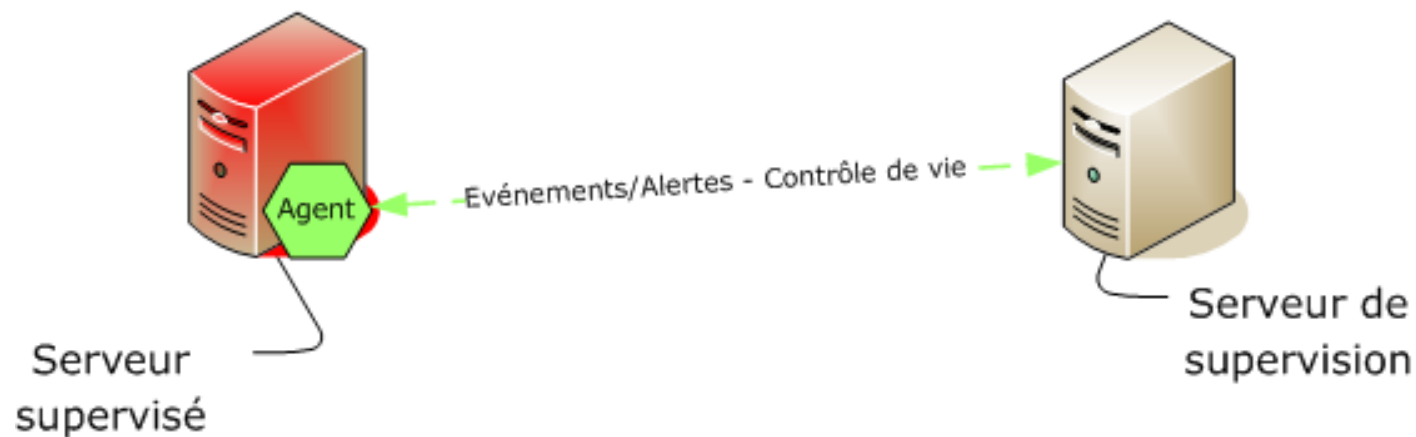 Agent
Evénements/Alertes - Contrôle de vie
Serveur
supervisé
Serveur de
supervision